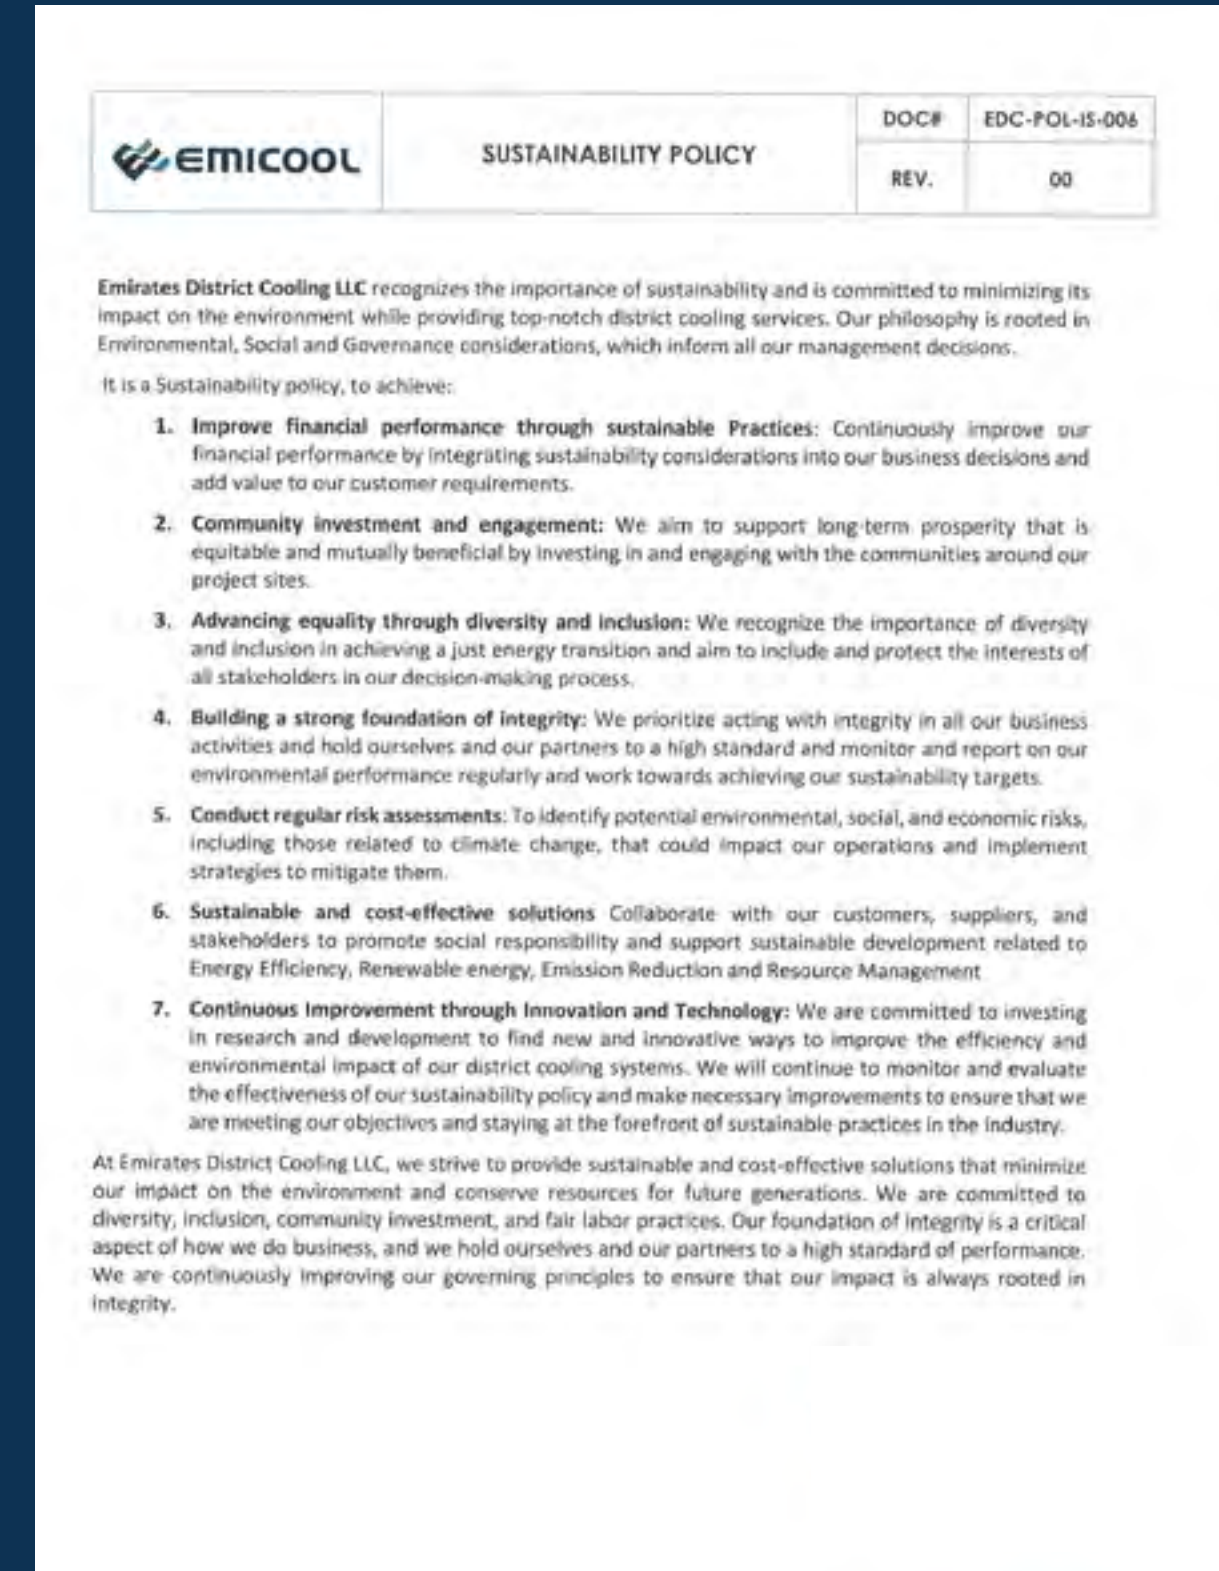 EMICOOL
SUSTAINABILITY POLICY
DOC#
EDC-POL-IS-006
REV.
00
Emirates District Cooling LLC recognizes the importance of sustainability and is committed to minimizing its
impact on the environment while providing top-notch district cooling services. Our philosophy is rooted in
Environmental, Social and Governance considerations, which inform all our management decisions.
It is a Sustainability policy, to achieve:
1. Improve financial performance through sustainable Practices: Continuously improve our
financial performance by integrating sustainability considerations into our business decisions and
add value to our customer requirements.
2. Community investment and engagement: We aim to support long-term prosperity that is
equitable and mutually beneficial by investing in and engaging with the communities around our
project sites.
3. Advancing equality through diversity and inclusion: We recognize the importance of diversity
and inclusion in achieving a just energy transition and aim to include and protect the interests of
all stakeholders in our decision-making process.
4. Building a strong foundation of integrity: We prioritize acting with integrity in all our business
activities and hold ourselves and our partners to a high standard and monitor and report on our
environmental performance regularly and work towards achieving our sustainability targets.
5. Conduct regular risk assessments: To identify potential environmental, social, and economic risks,
including those related to climate change, that could impact our operations and implement
strategies to mitigate them.
6. Sustainable and cost-effective solutions Collaborate with our customers, suppliers, and
stakeholders to promote social responsibility and support sustainable development related to
Energy Efficiency, Renewable energy, Emission Reduction and Resource Management
7. Continuous Improvement through Innovation and Technology: We are committed to investing
in research and development to find new and innovative ways to improve the efficiency and
environmental impact of our district cooling systems. We will continue to monitor and evaluate
the effectiveness of our sustainability policy and make necessary improvements to ensure that we
are meeting our objectives and staying at the forefront of sustainable practices in the industry.
At Emirates District Cooling LLC, we strive to provide sustainable and cost-effective solutions that minimize
our impact on the environment and conserve resources for future generations. We are committed to
diversity, inclusion, community investment, and fair labor practices. Our foundation of integrity is a critical
aspect of how we do business, and we hold ourselves and our partners to a high standard of performance.
We are continuously improving our governing principles to ensure that our impact is always rooted in
integrity.